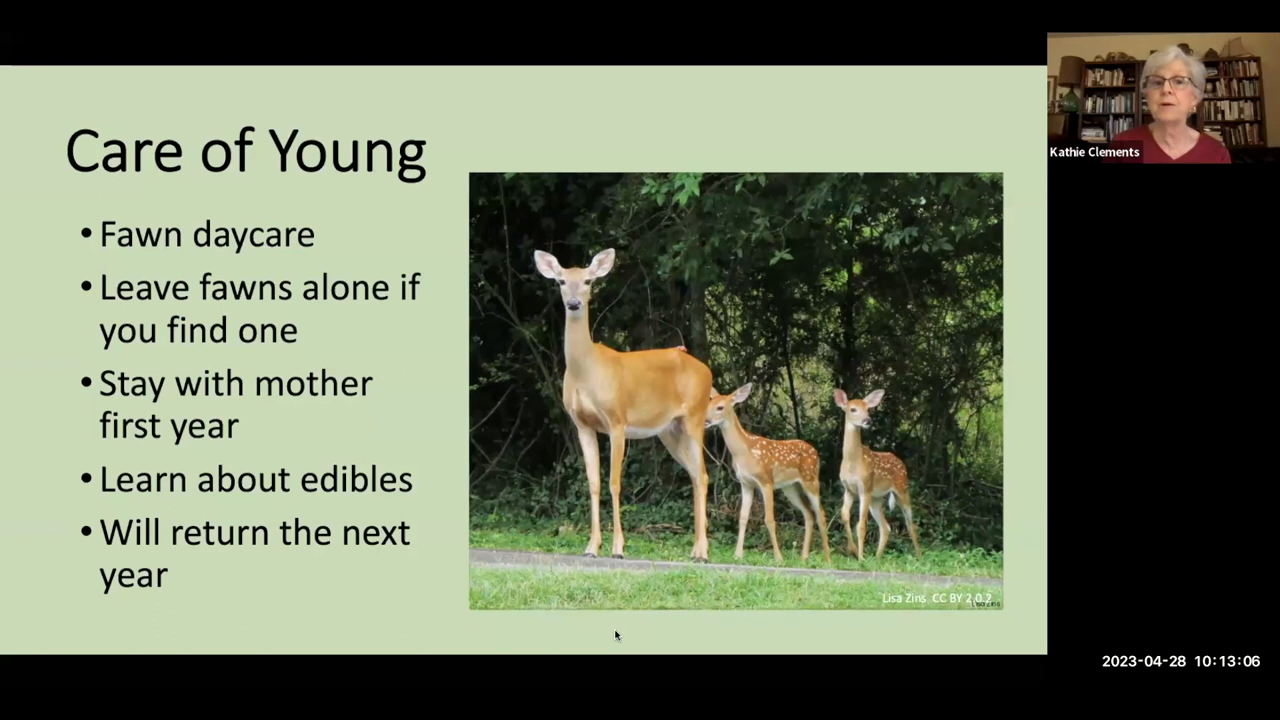 Care of Young
• Fawn daycare
• Leave fawns alone if
you find one
• Stay with mother
first year
• Learn about edibles
• Will return the next
year
Lisa Zins, CC BY 2.0.2
Kathie Clements
2023-04-28 10:13:06